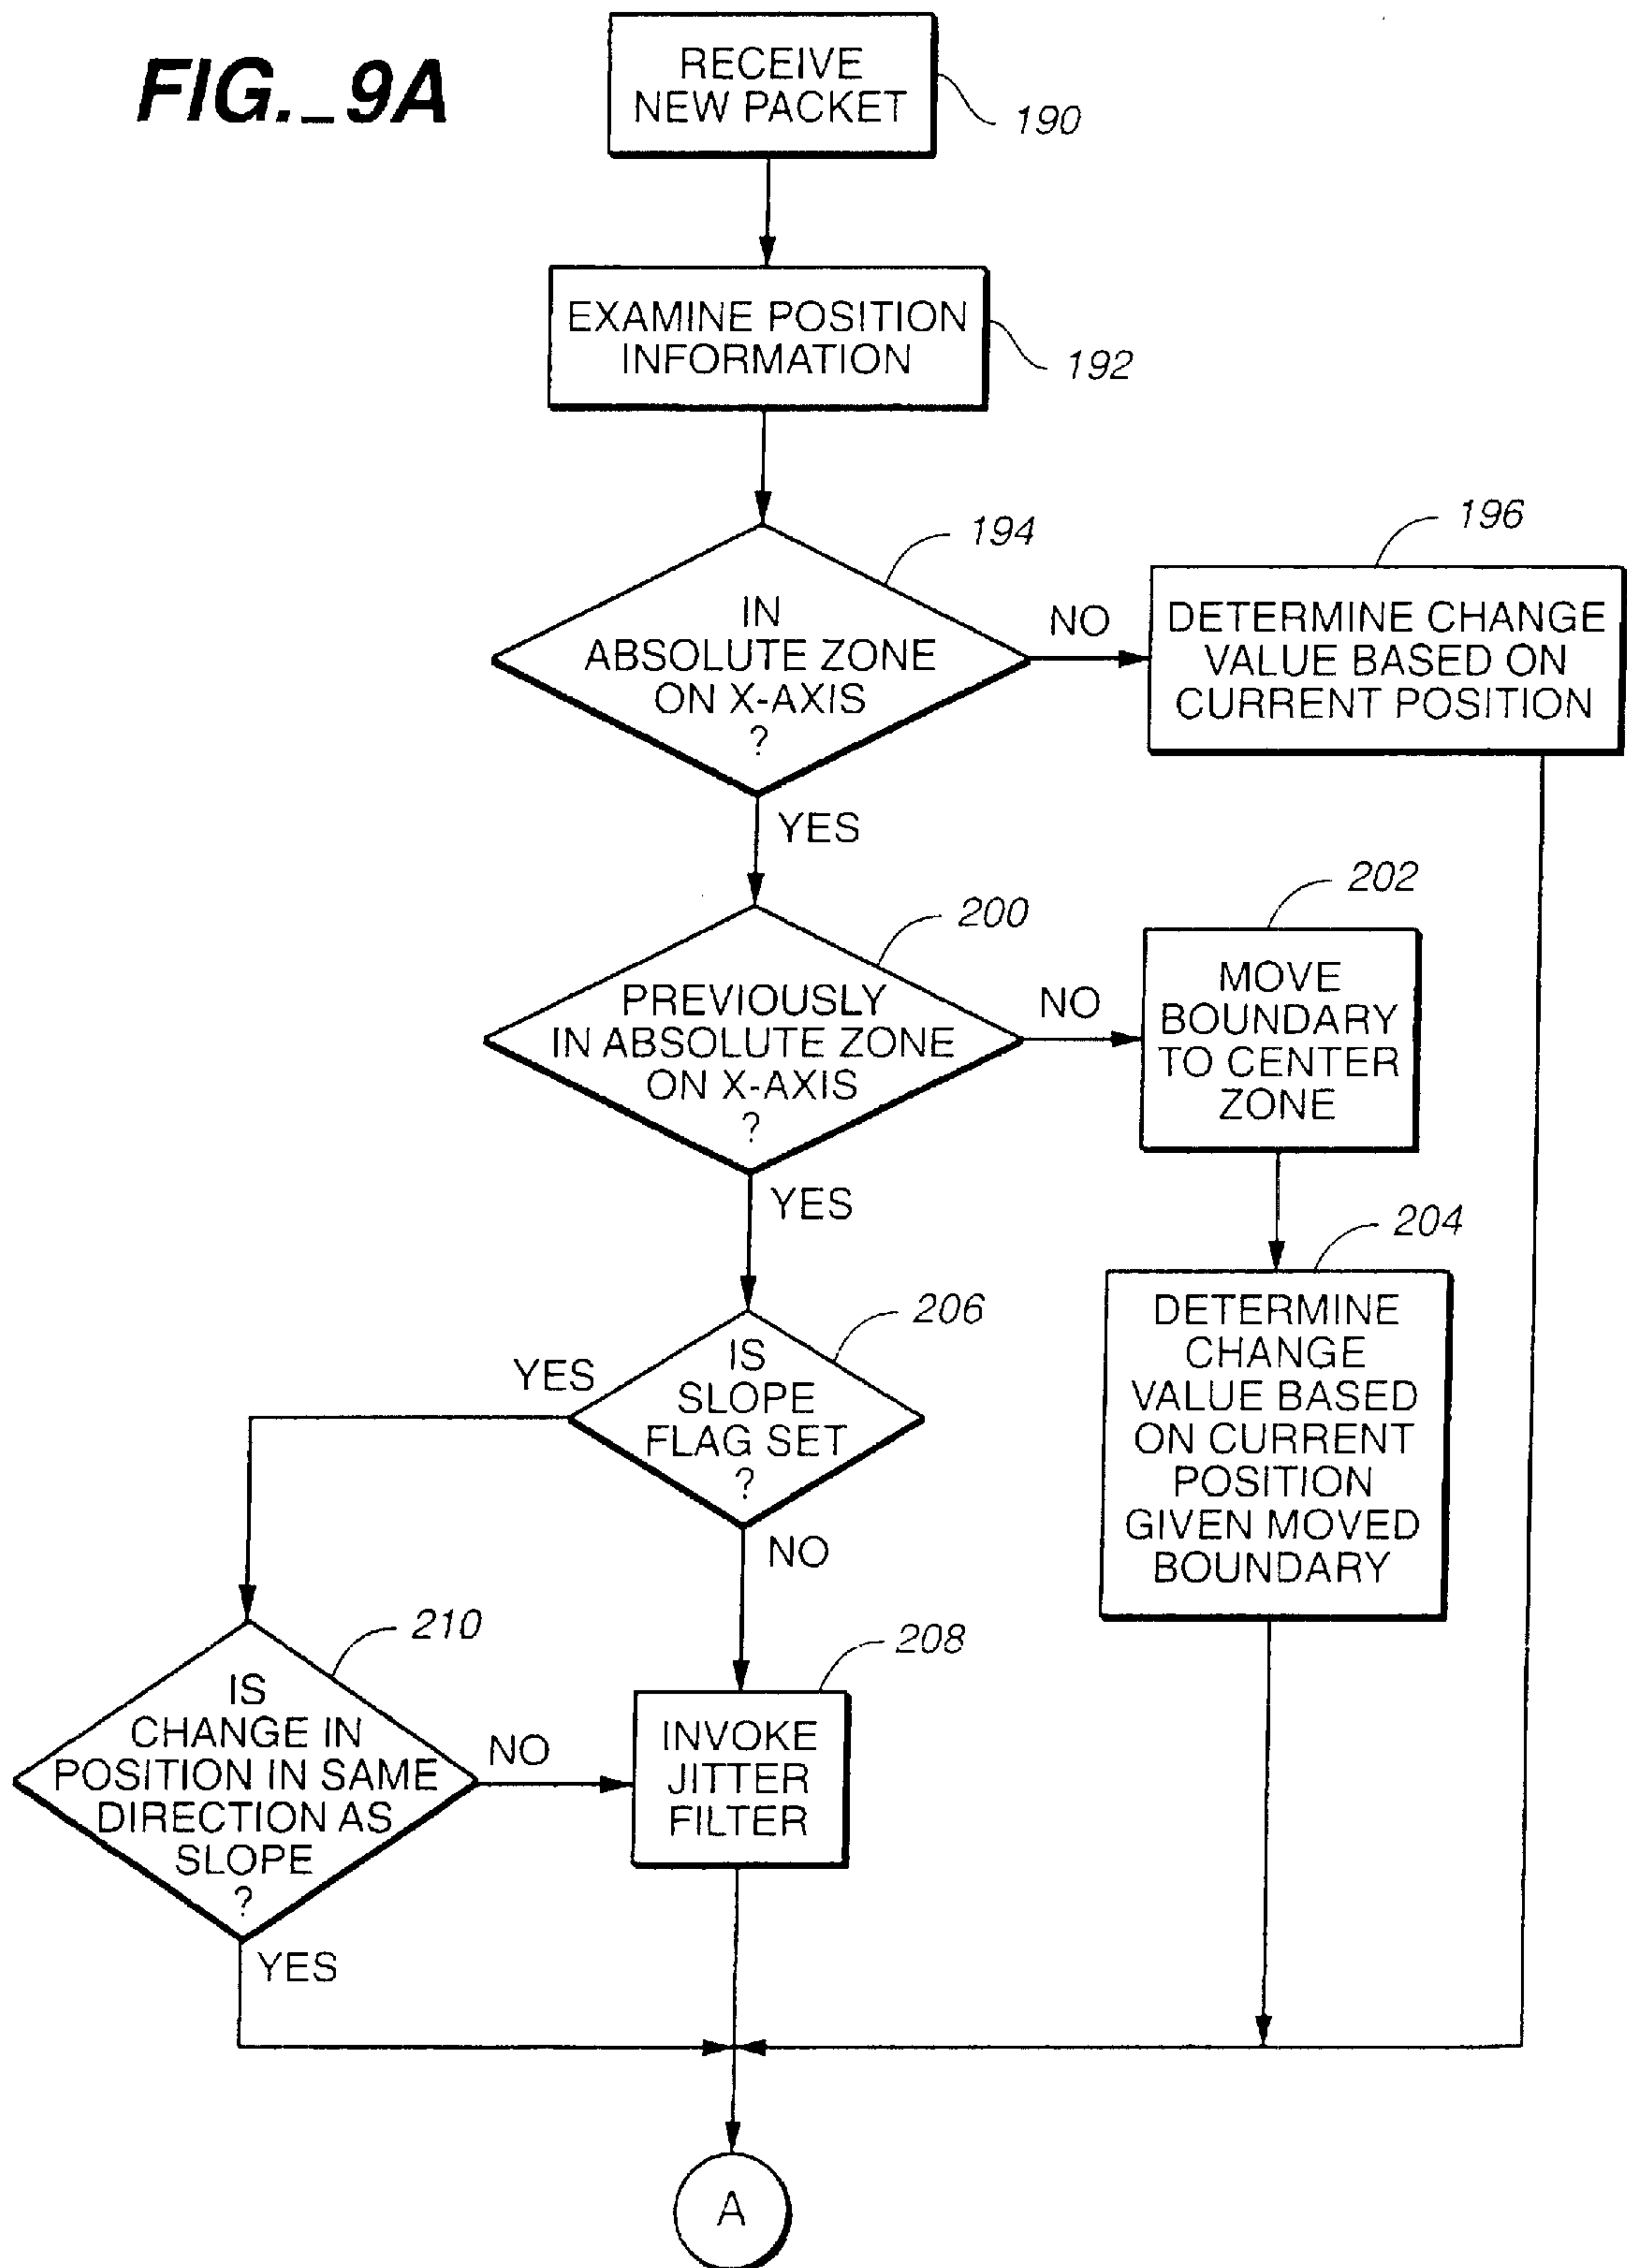 FIG._9A
RECEIVE
NEW PACKET
190
EXAMINE POSITION
INFORMATION
192
194
IN
ABSOLUTE ZONE
ON X-AXIS
?
NO
196
DETERMINE CHANGE
VALUE BASED ON
CURRENT POSITION
YES
200
PREVIOUSLY
IN ABSOLUTE ZONE
ON X-AXIS
?
NO
202
MOVE
BOUNDARY
TO CENTER
ZONE
YES
204
DETERMINE
CHANGE
VALUE BASED
ON CURRENT
POSITION
GIVEN MOVED
BOUNDARY
206
IS
SLOPE
FLAG SET
?
YES
NO
210
IS
CHANGE IN
POSITION IN SAME
DIRECTION AS
SLOPE
?
NO
208
INVOKE
JITTER
FILTER
YES
A